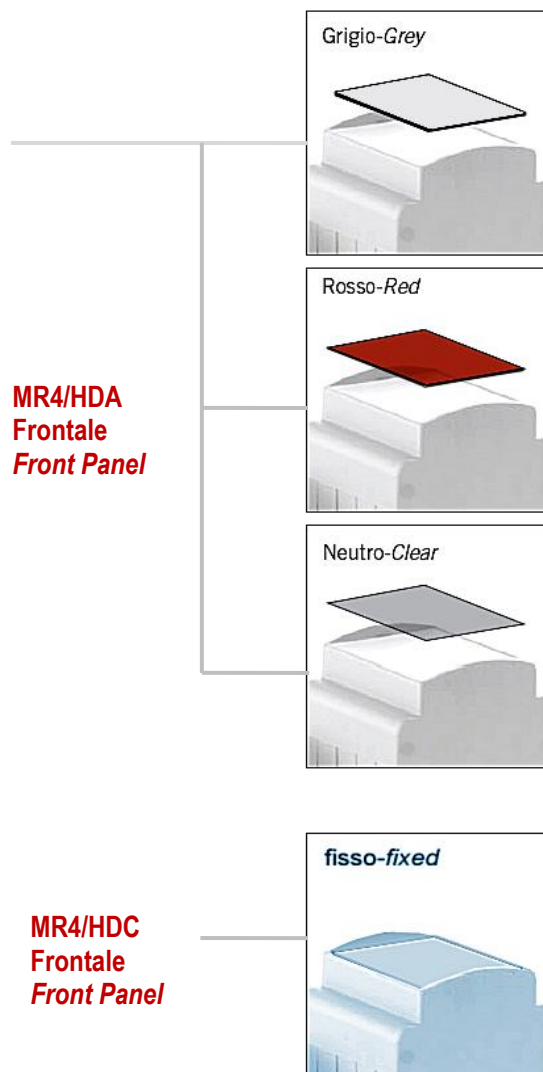 Grigio-Grey
Rosso-Red
MR4/HDA
Frontale
Front Panel
Neutro-Clear
fisso-fixed
MR4/HDC
Frontale
Front Panel